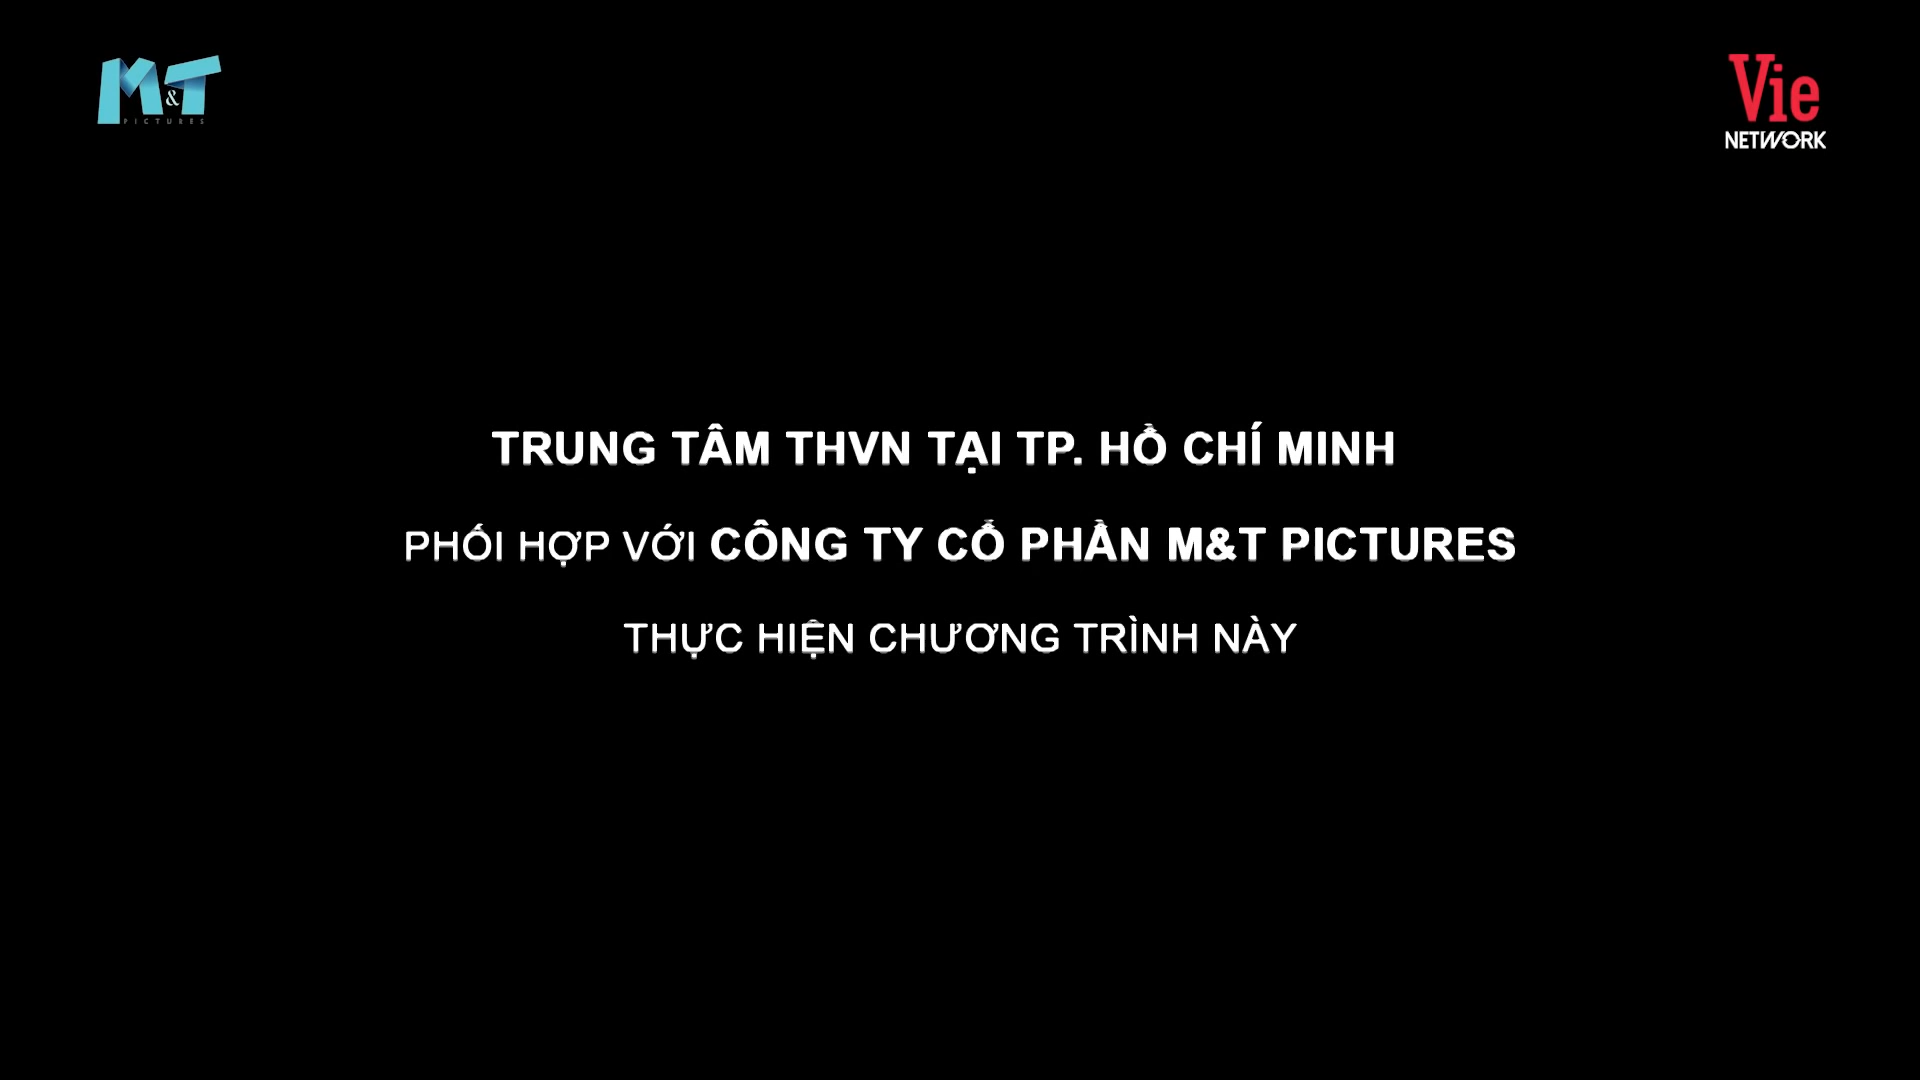 M&T
PICTURES
Vie
NETWORK
TRUNG TÂM THVN TẠI TP. HỒ CHÍ MINH
PHỐI HỢP VỚI CÔNG TY CỔ PHẦN M&T PICTURES
THỰC HIỆN CHƯƠNG TRÌNH NÀY